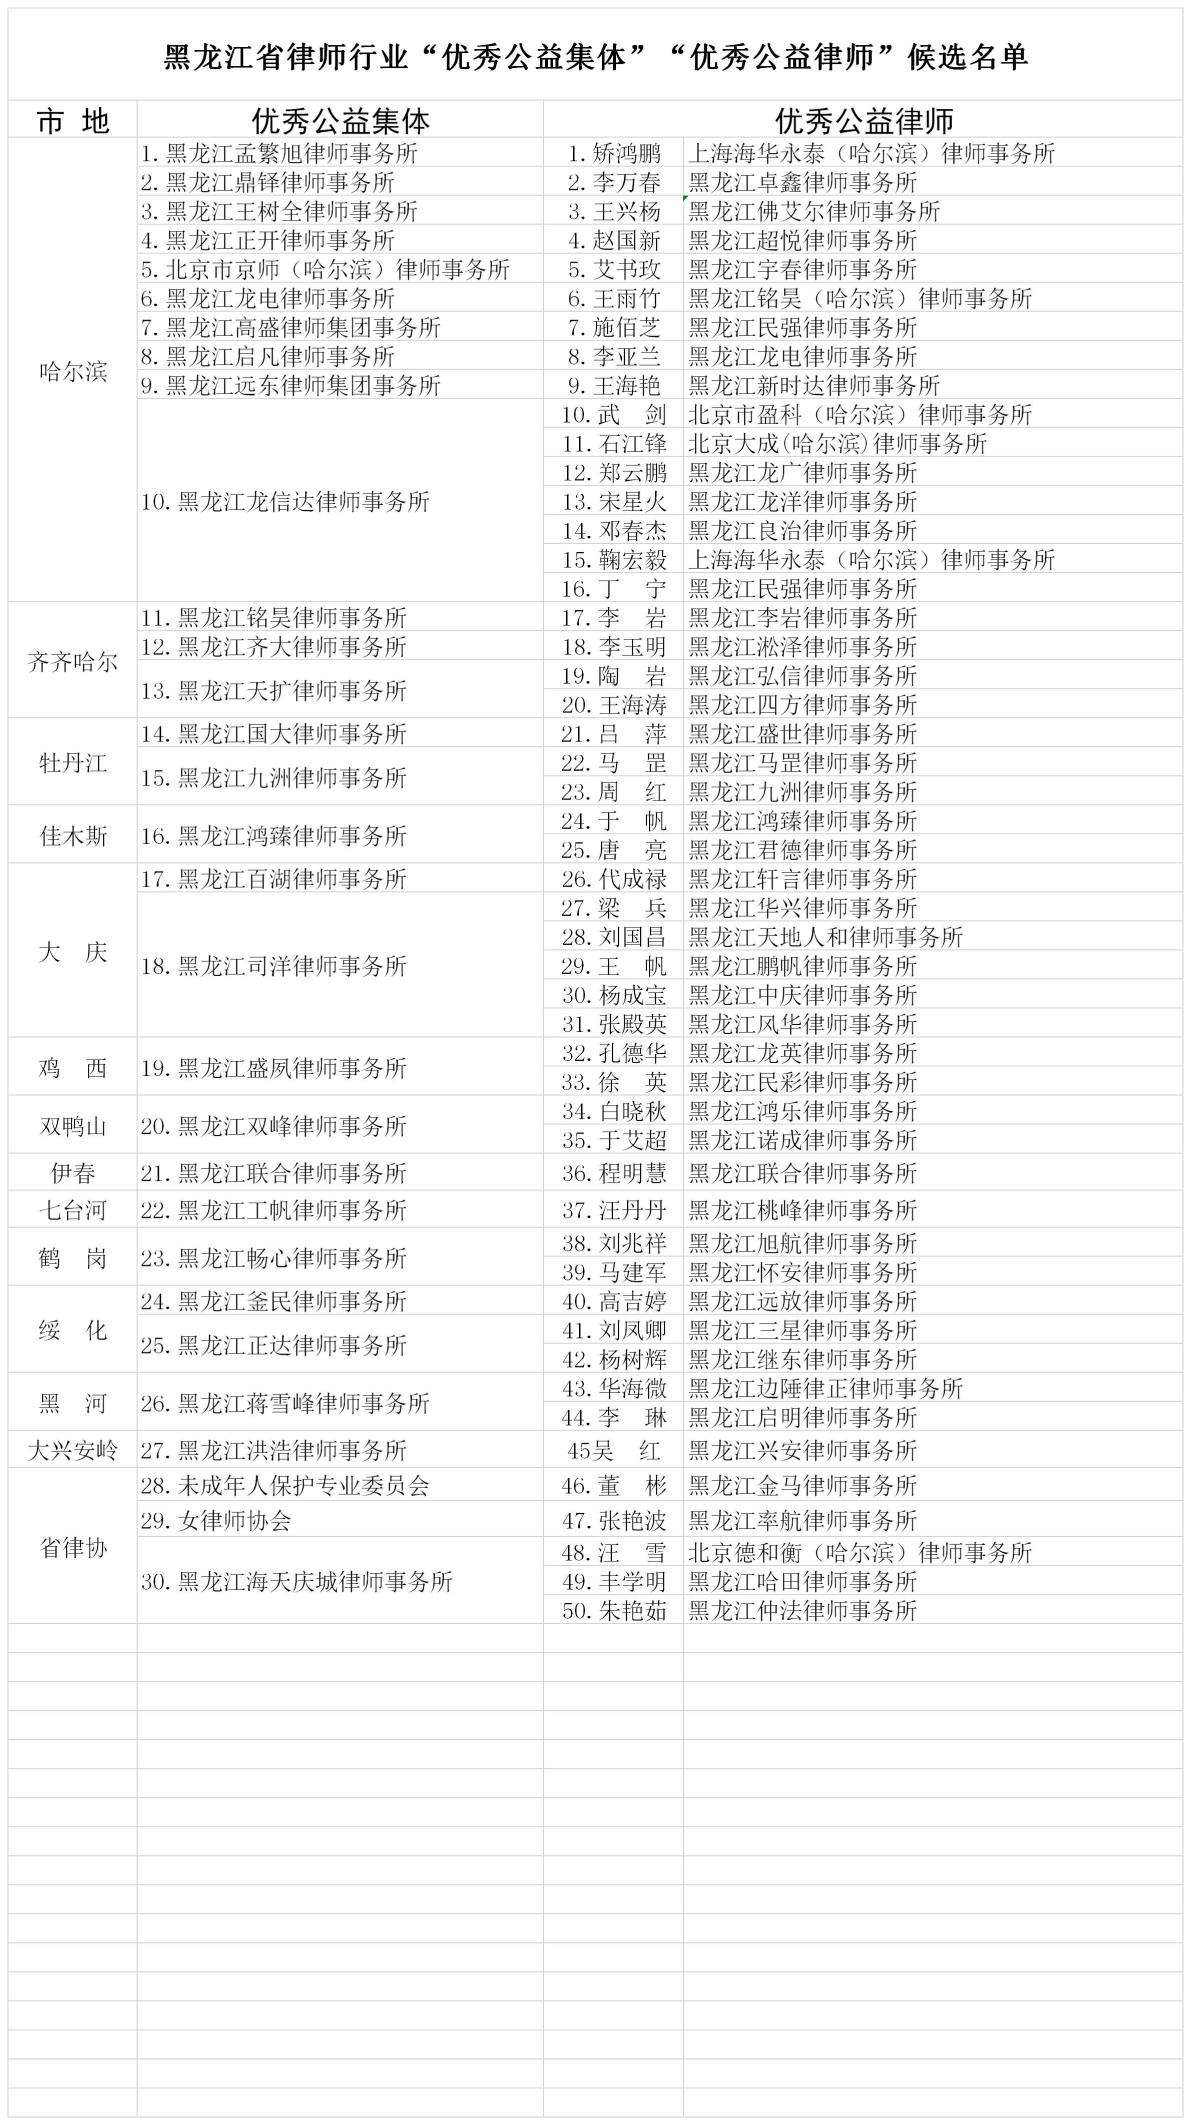 黑龙江省律师行业“优秀公益集体”“优秀公益律师”候选名单
市 地 优秀公益集体 优秀公益律师
哈尔滨
1.黑龙江孟繁旭律师事务所 1.矫鸿鹏 上海海华永泰（哈尔滨）律师事务所
2.黑龙江鼎铎律师事务所 2.李万春 黑龙江卓鑫律师事务所
3.黑龙江王树全律师事务所 3.王兴杨 黑龙江佛艾尔律师事务所
4.黑龙江正开律师事务所 4.赵国新 黑龙江超悦律师事务所
5.北京市京师（哈尔滨）律师事务所 5.艾书玫 黑龙江宇春律师事务所
6.黑龙江龙电律师事务所 6.王雨竹 黑龙江铭昊（哈尔滨）律师事务所
7.黑龙江高盛律师集团事务所 7.施佰芝 黑龙江民强律师事务所
8.黑龙江启凡律师事务所 8.李亚兰 黑龙江龙电律师事务所
9.黑龙江远东律师集团事务所 9.王海艳 黑龙江新时达律师事务所
10.黑龙江龙信达律师事务所 10.武 剑 北京市盈科（哈尔滨）律师事务所
11.石江锋 北京大成(哈尔滨)律师事务所
12.郑云鹏 黑龙江龙广律师事务所
13.宋星火 黑龙江龙洋律师事务所
14.邓春杰 黑龙江良治律师事务所
15.鞠宏毅 上海海华永泰（哈尔滨）律师事务所
16.丁 宁 黑龙江民强律师事务所
齐齐哈尔
11.黑龙江铭昊律师事务所 17.李 岩 黑龙江李岩律师事务所
12.黑龙江齐大律师事务所 18.李玉明 黑龙江淞泽律师事务所
13.黑龙江天扩律师事务所 19.陶 岩 黑龙江弘信律师事务所
20.王海涛 黑龙江四方律师事务所
牡丹江
14.黑龙江国大律师事务所 21.吕 萍 黑龙江盛世律师事务所
15.黑龙江九洲律师事务所 22.马 罡 黑龙江马罡律师事务所
23.周 红 黑龙江九洲律师事务所
佳木斯
16.黑龙江鸿臻律师事务所 24.于 帆 黑龙江鸿臻律师事务所
25.唐 亮 黑龙江君德律师事务所
大 庆
17.黑龙江百湖律师事务所 26.代成禄 黑龙江轩言律师事务所
18.黑龙江司洋律师事务所 27.梁 兵 黑龙江华兴律师事务所
28.刘国昌 黑龙江天地人和律师事务所
29.王 帆 黑龙江鹏帆律师事务所
30.杨成宝 黑龙江中庆律师事务所
31.张殿英 黑龙江风华律师事务所
鸡 西
19.黑龙江盛夙律师事务所 32.孔德华 黑龙江龙英律师事务所
33.徐 英 黑龙江民彩律师事务所
双鸭山
20.黑龙江双峰律师事务所 34.白晓秋 黑龙江鸿乐律师事务所
35.于艾超 黑龙江诺成律师事务所
伊春 21.黑龙江联合律师事务所 36.程明慧 黑龙江联合律师事务所
七台河 22.黑龙江工帆律师事务所 37.汪丹丹 黑龙江桃峰律师事务所
鹤 岗
23.黑龙江畅心律师事务所 38.刘兆祥 黑龙江旭航律师事务所
39.马建军 黑龙江怀安律师事务所
绥 化
24.黑龙江釜民律师事务所 40.高吉婷 黑龙江远放律师事务所
25.黑龙江正达律师事务所 41.刘凤卿 黑龙江三星律师事务所
42.杨树辉 黑龙江继东律师事务所
黑 河
26.黑龙江蒋雪峰律师事务所 43.华海微 黑龙江边陲律正律师事务所
44.李 琳 黑龙江启明律师事务所
大兴安岭 27.黑龙江洪浩律师事务所 45吴 红 黑龙江兴安律师事务所
省律协
28.未成年人保护专业委员会 46.董 彬 黑龙江金马律师事务所
29.女律师协会 47.张艳波 黑龙江率航律师事务所
30.黑龙江海天庆城律师事务所 48.汪 雪 北京德和衡（哈尔滨）律师事务所
49.丰学明 黑龙江哈田律师事务所
50.朱艳茹 黑龙江仲法律师事务所